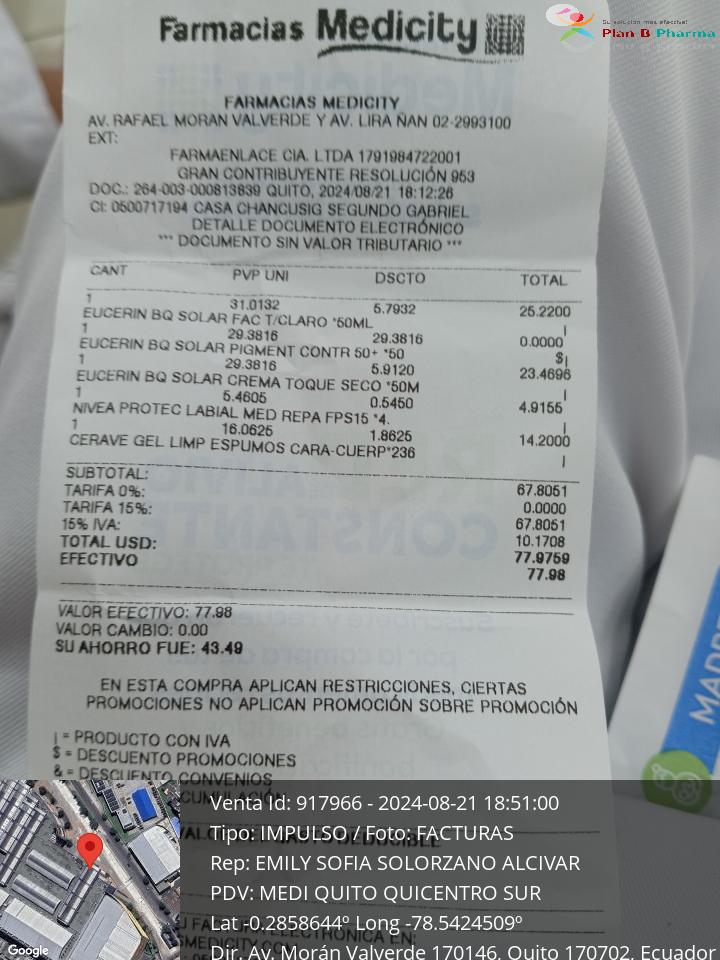 Su solución mas efectiva!
Plan B Pharma
Farmacias Medicity
FARMACIAS MEDICITY
AV. RAFAEL MORAN VALVERDE Y AV. LIRA ÑAN 02-2993100
EXT:
FARMAENLACE CIA. LTDA 1791984722001
GRAN CONTRIBUYENTE RESOLUCIÓN 953
DOC.: 264-003-000813839 QUITO, 2024/08/21 18:12:26
CI: 0500717194 CASA CHANCUSIG SEGUNDO GABRIEL
DETALLE DOCUMENTO ELECTRÓNICO
*** DOCUMENTO SIN VALOR TRIBUTARIO ***
CANT PVP UNI DSCTO TOTAL
1 31.0132 5.7932 25.2200
EUCERIN BQ SOLAR FAC T/CLARO *50ML |
1 29.3816 29.3816 0.0000
EUCERIN BQ SOLAR PIGMENT CONTR 50+ *50 $|
1 29.3816 5.9120 23.4696
EUCERIN BQ SOLAR CREMA TOQUE SECO *50M |
1 5.4605 0.5450 4.9155
NIVEA PROTEC LABIAL MED REPA FPS15 *4. |
1 16.0625 1.8625 14.2000
CERAVE GEL LIMP ESPUMOS CARA-CUERP*236 |
SUBTOTAL: 67.8051
TARIFA 0%: 0.0000
TARIFA 15%: 67.8051
15% IVA: 10.1708
TOTAL USD: 77.9759
EFECTIVO 77.98
VALOR EFECTIVO: 77.98
VALOR CAMBIO: 0.00
SU AHORRO FUE: 43.49
EN ESTA COMPRA APLICAN RESTRICCIONES, CIERTAS
PROMOCIONES NO APLICAN PROMOCIÓN SOBRE PROMOCIÓN
| = PRODUCTO CON IVA
$ = DESCUENTO PROMOCIONES
& = DESCUENTO CONVENIOS
MADRE
Venta Id: 917966 - 2024-08-21 18:51:00
Tipo: IMPULSO / Foto: FACTURAS
Rep: EMILY SOFIA SOLORZANO ALCIVAR
PDV: MEDI QUITO QUICENTRO SUR
Lat -0.2858644º Long -78.5424509º
Dir. Av. Morán Valverde 170146, Quito 170702, Ecuador
Google